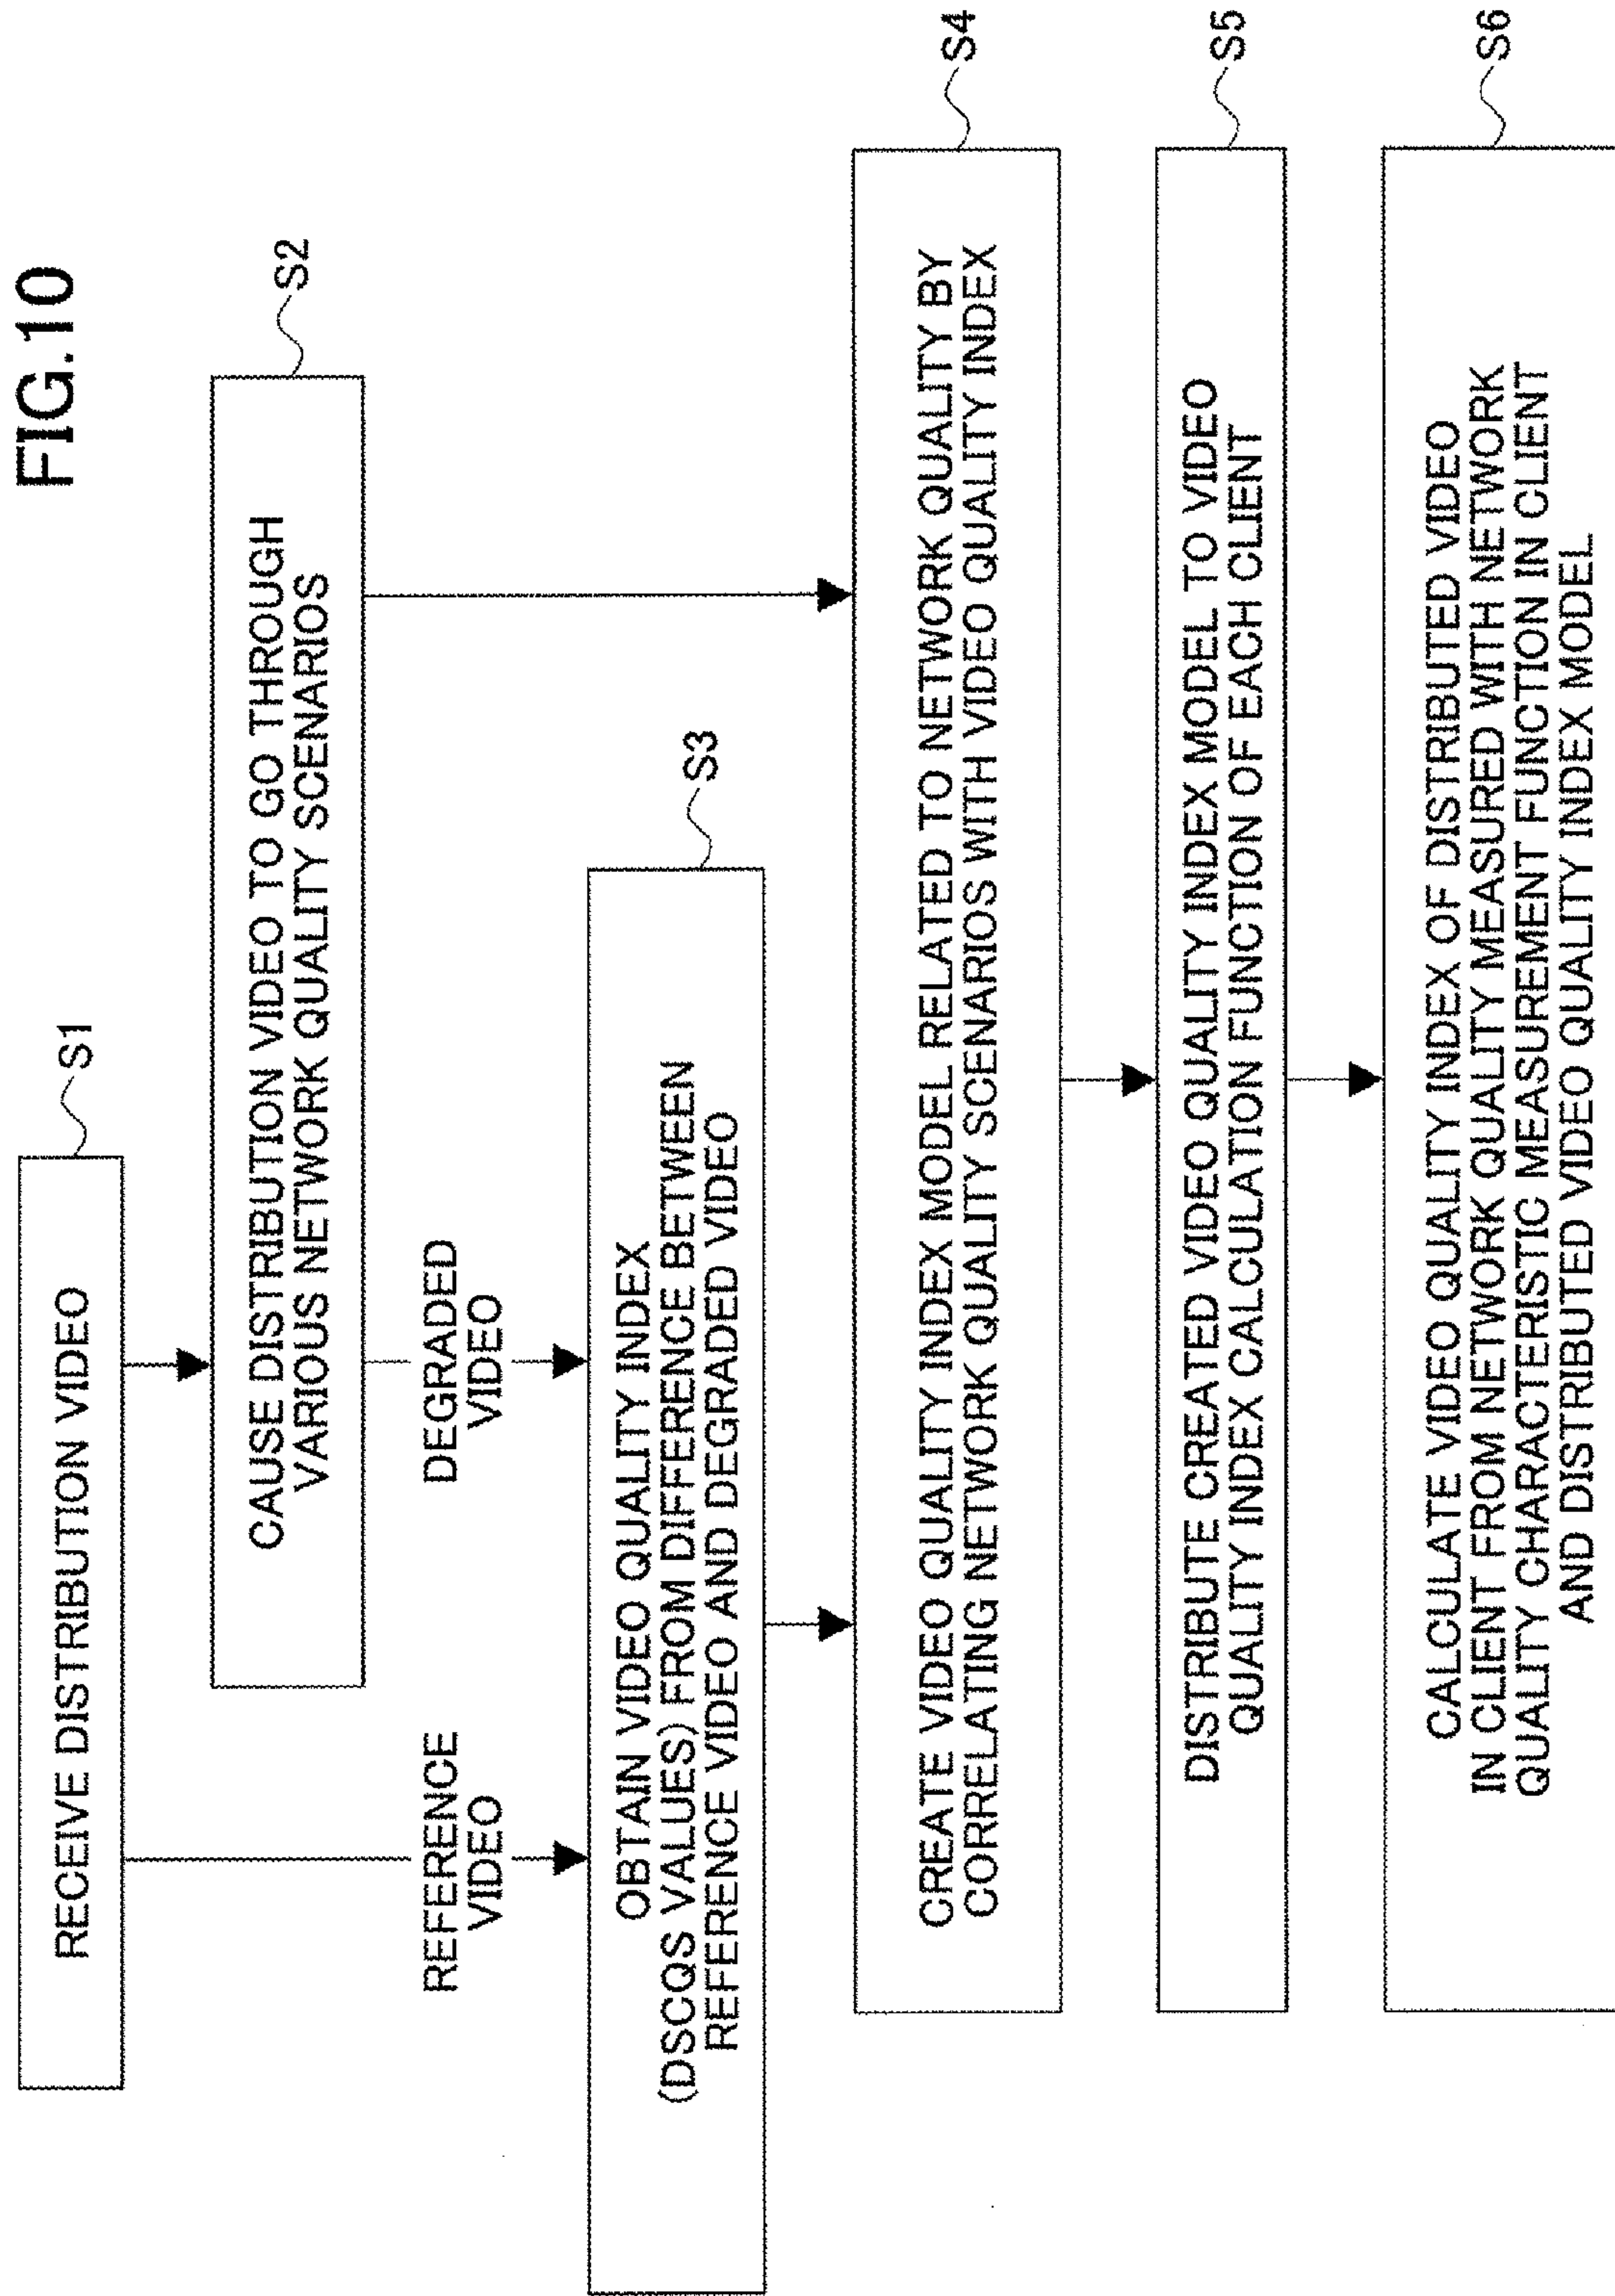 FIG.10
RECEIVE DISTRIBUTION VIDEO
S1
CAUSE DISTRIBUTION VIDEO TO GO THROUGH
VARIOUS NETWORK QUALITY SCENARIOS
S2
REFERENCE
VIDEO
DEGRADED
VIDEO
OBTAIN VIDEO QUALITY INDEX
(DSCQS VALUES) FROM DIFFERENCE BETWEEN
REFERENCE VIDEO AND DEGRADED VIDEO
S3
CREATE VIDEO QUALITY INDEX MODEL RELATED TO NETWORK QUALITY BY
CORRELATING NETWORK QUALITY SCENARIOS WITH VIDEO QUALITY INDEX
S4
DISTRIBUTE CREATED VIDEO QUALITY INDEX MODEL TO VIDEO
QUALITY INDEX CALCULATION FUNCTION OF EACH CLIENT
S5
CALCULATE VIDEO QUALITY INDEX OF DISTRIBUTED VIDEO
IN CLIENT FROM NETWORK QUALITY MEASURED WITH NETWORK
QUALITY CHARACTERISTIC MEASUREMENT FUNCTION IN CLIENT
AND DISTRIBUTED VIDEO QUALITY INDEX MODEL
S6